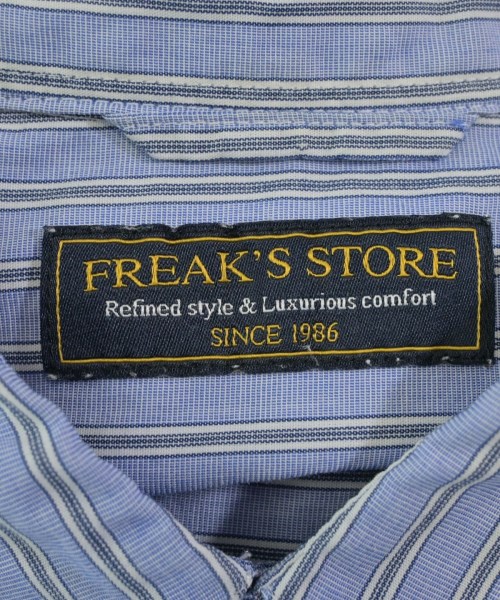 FREAK'S STORE
Refined style & Luxurious comfort
SINCE 1986